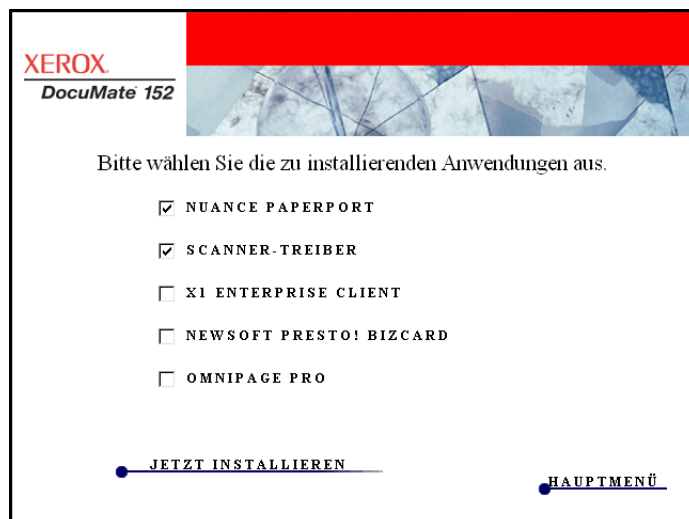 XEROX.
DocuMate® 152
Bitte wählen Sie die zu installierenden Anwendungen aus.
NUANCE PAPERPORT
SCANNER-TREIBER
X1 ENTERPRISE CLIENT
NEWSOFT PRESTO! BIZCARD
OMNIPAGE PRO
JETZT INSTALLIEREN
HAUPTMENÜ